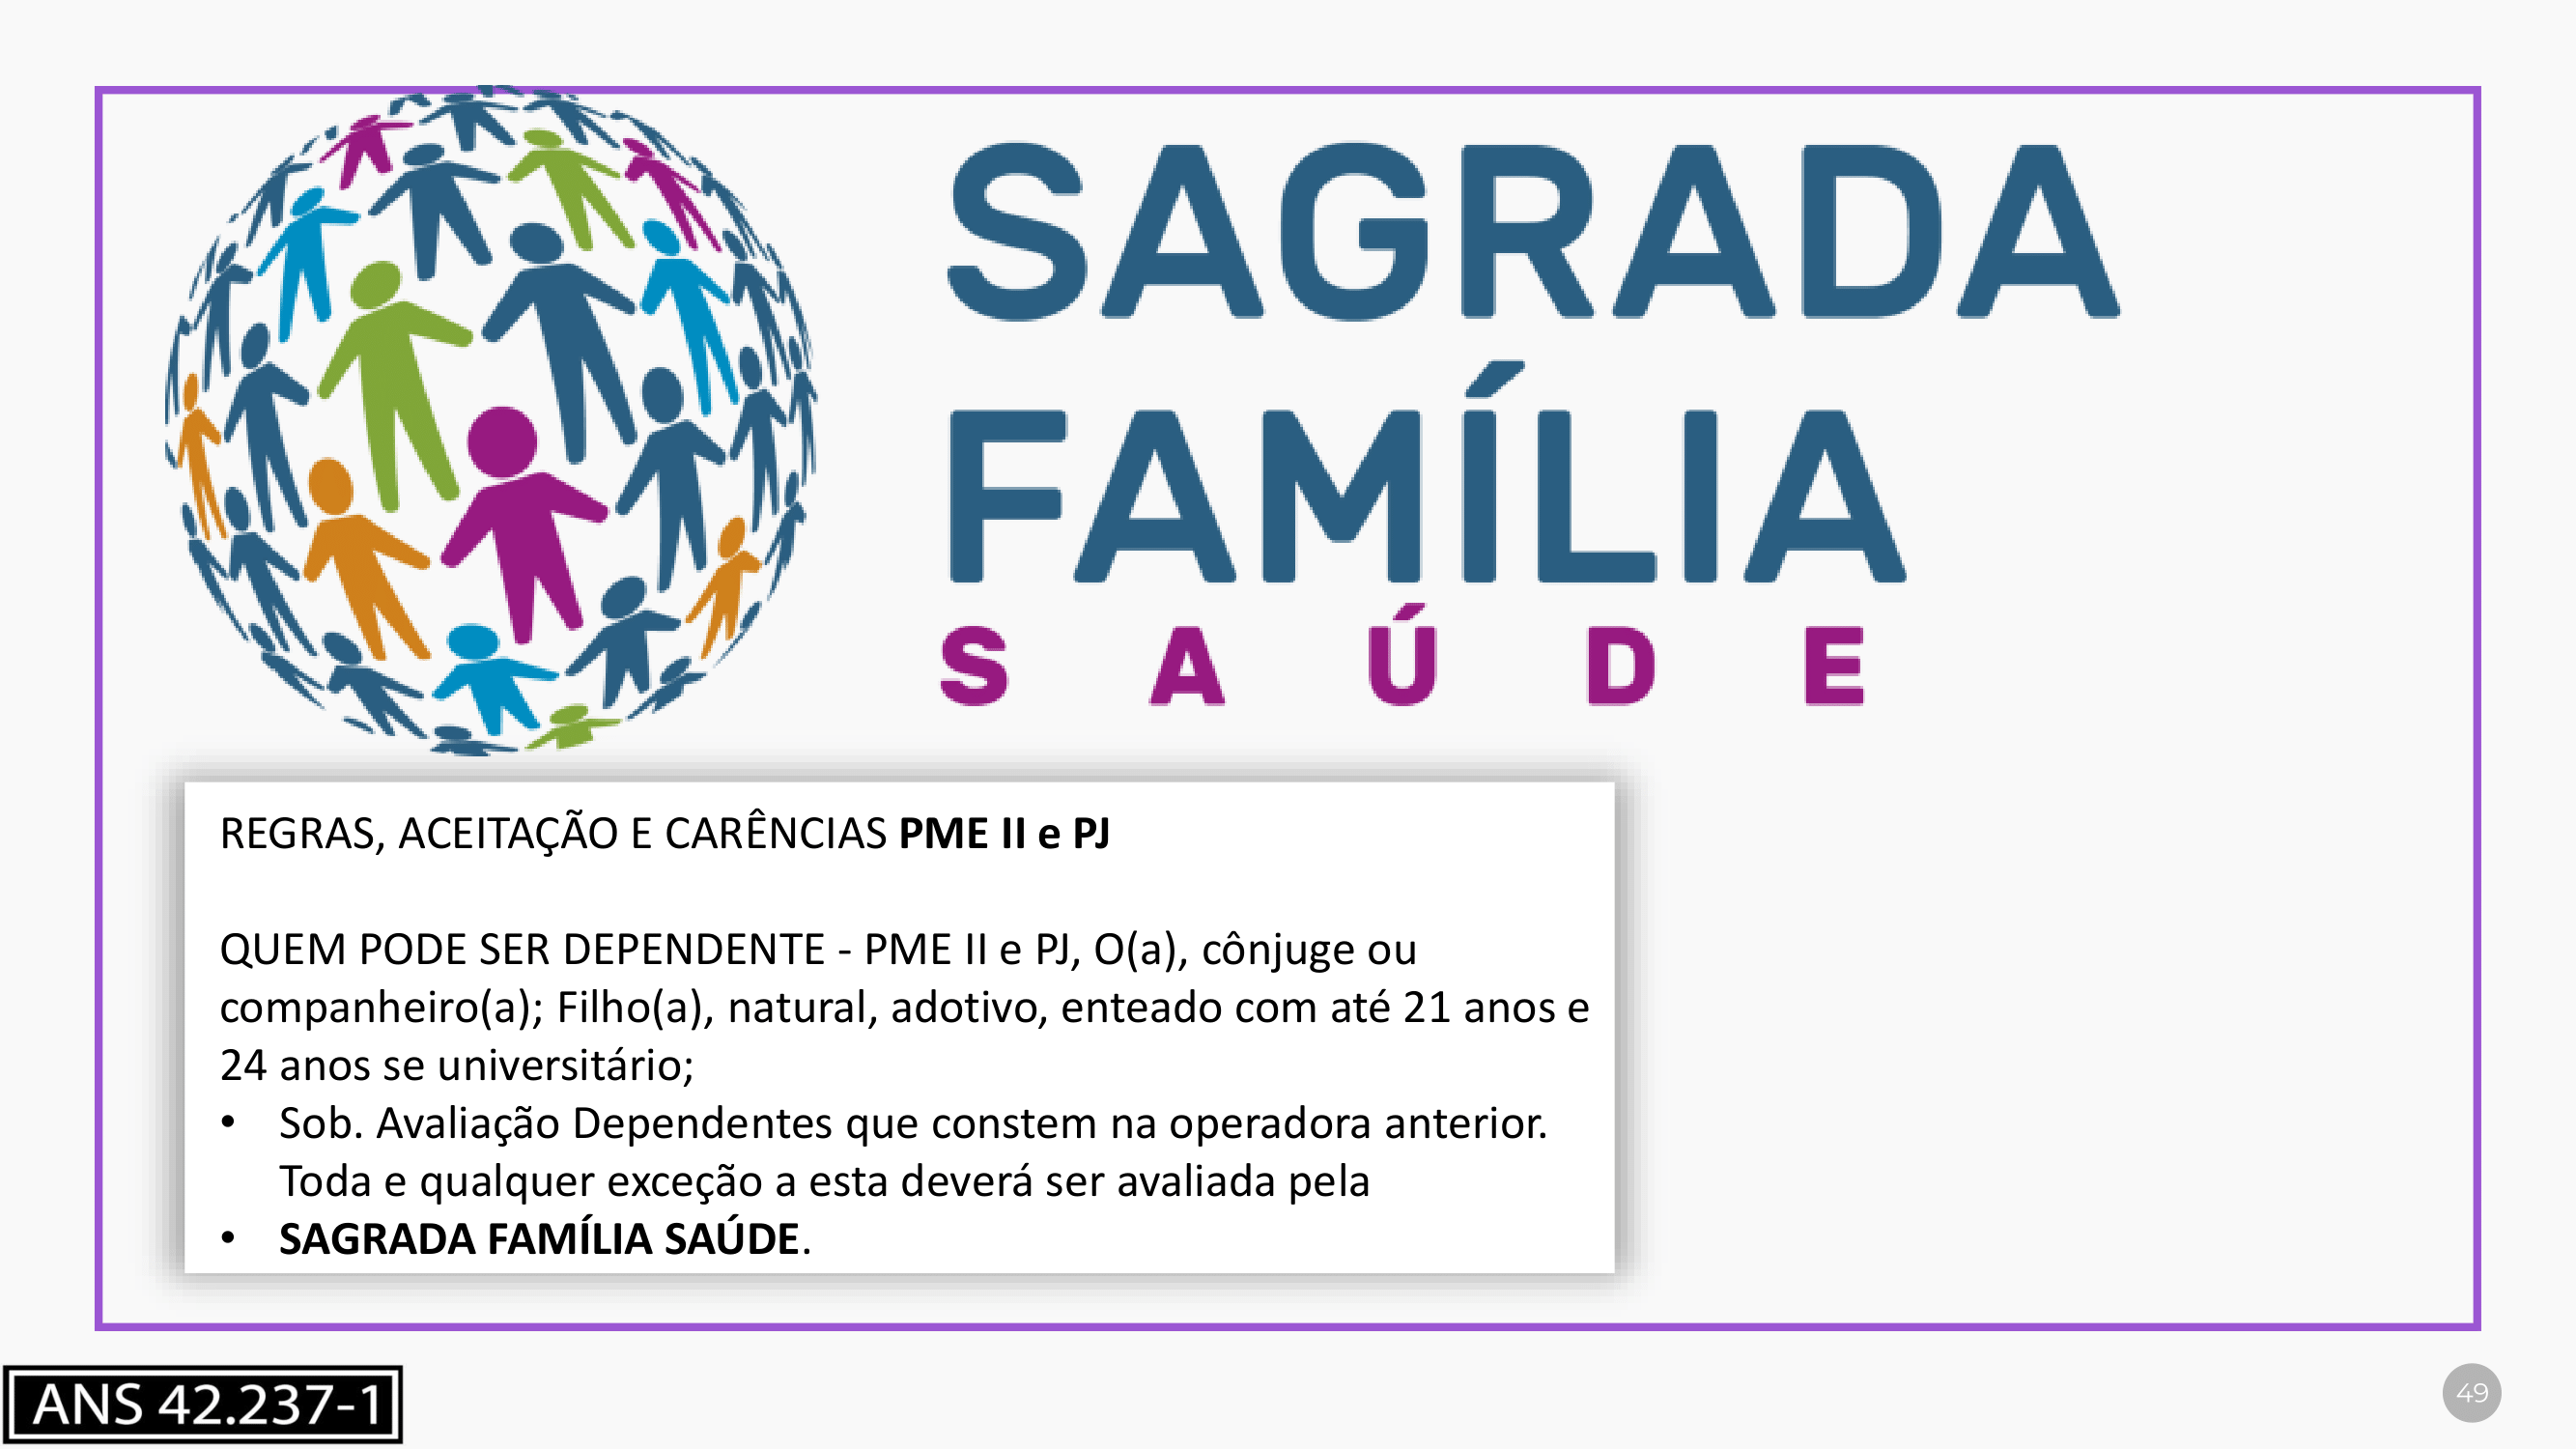 SAGRADA
FAMÍLIA
SAÚDE
REGRAS, ACEITAÇÃO E CARÊNCIAS PME II e PJ
QUEM PODE SER DEPENDENTE - PME II e PJ, O(a), cônjuge ou
companheiro(a); Filho(a), natural, adotivo, enteado com até 21 anos e
24 anos se universitário;
• Sob. Avaliação Dependentes que constem na operadora anterior.
Toda e qualquer exceção a esta deverá ser avaliada pela
• SAGRADA FAMÍLIA SAÚDE.
ANS 42.237-1
49